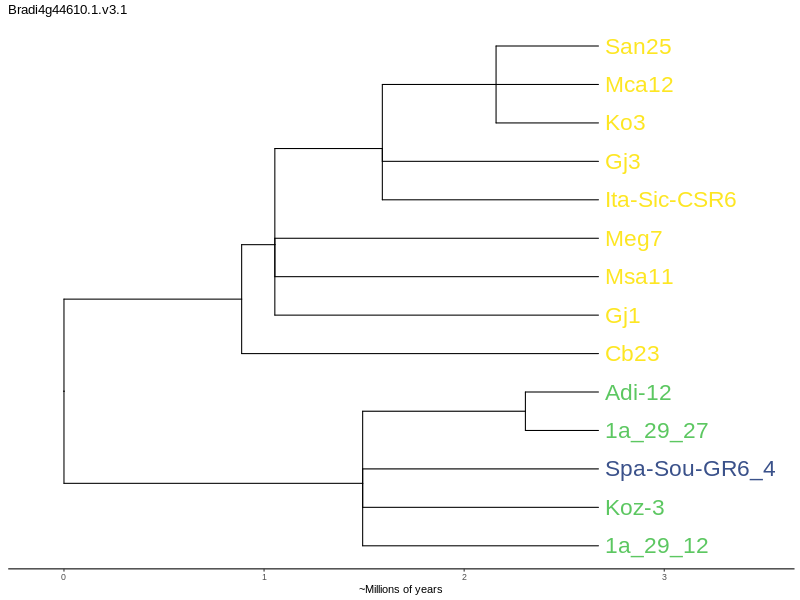 Bradi4g44610.1.v3.1
San25
Mca12
Ko3
Gj3
Ita-Sic-CSR6
Meg7
Msa11
Gj1
Cb23
Adi-12
1a_29_27
Spa-Sou-GR6_4
Koz-3
1a_29_12
0 1 2 3
~Millions of years